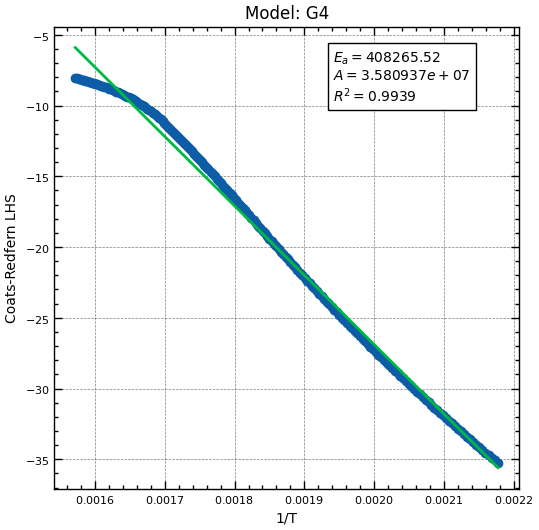 Model: G4
E_a = 408265.52
A = 3.580937e + 07
R² = 0.9939
Coats-Redfern LHS
−5
−10
−15
−20
−25
−30
−35
0.0016 0.0017 0.0018 0.0019 0.0020 0.0021 0.0022
1/T